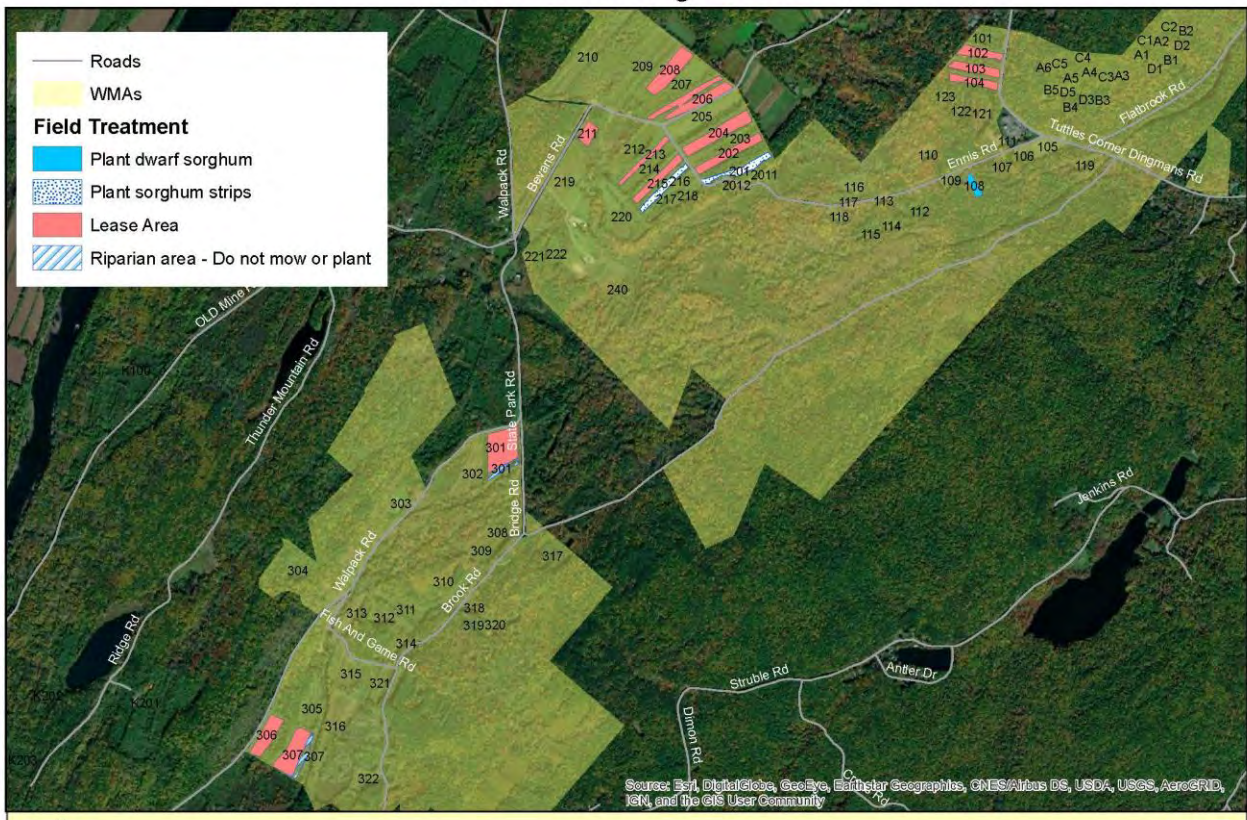 Roads
WMAs
Field Treatment
Plant dwarf sorghum
Plant sorghum strips
Lease Area
Riparian area - Do not mow or plant
210
209
208
207
206
205
204
203
202
201
2011
2012
211
212
213
214
215
216
217
218
219
220
221
222
240
Walpack Rd
Bevans Rd
101
102
103
104
123
122
121
110
Ennis Rd
111
106
105
107
109
108
119
116
117
113
118
112
114
115
C2
B2
C1
A2
D2
A1
B1
D1
A6
C5
C4
A5
A4
C3
A3
B5
D5
D3
B3
B4
Flatbrook Rd
Tuttles Corner Dingmans Rd
K100
Thunder Mountain Rd
State Park Rd
301
301
302
303
Bridge Rd
308
309
317
304
310
Walpack Rd
Brook Rd
313
312
311
318
319
320
Fish And Game Rd
314
315
321
305
316
306
307
307
322
Ridge Rd
K201
K203
Jenkins Rd
Struble Rd
Antler Dr
Dimon Rd
Source: Esri, DigitalGlobe, GeoEye, Earthstar Geographics, CNES/Airbus DS, USDA, USGS, AeroGRID,
IGN, and the GIS User Community